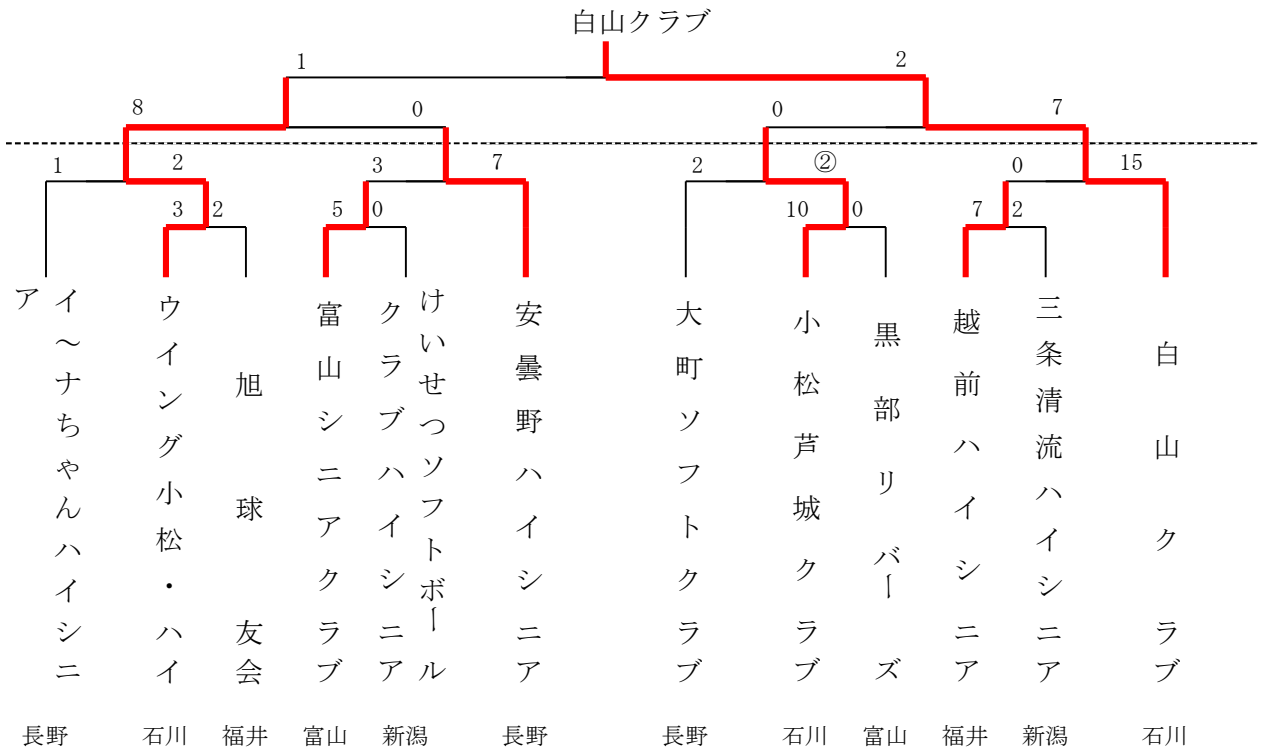 白山クラブ
1
2
8
0
0
7
1
2
3
7
2
②
0
15
3
2
5
0
10
0
7
2
イ～ナちゃんハイシニア
ウイング小松・ハイ
旭球友会
富山シニアクラブ
けいせつソフトボール
クラブハイシニア
安曇野ハイシニア
大町ソフトクラブ
小松芦城クラブ
黒部リバーズ
越前ハイシニア
三条清流ハイシニア
白山クラブ
長野
石川
福井
富山
新潟
長野
長野
石川
富山
福井
新潟
石川